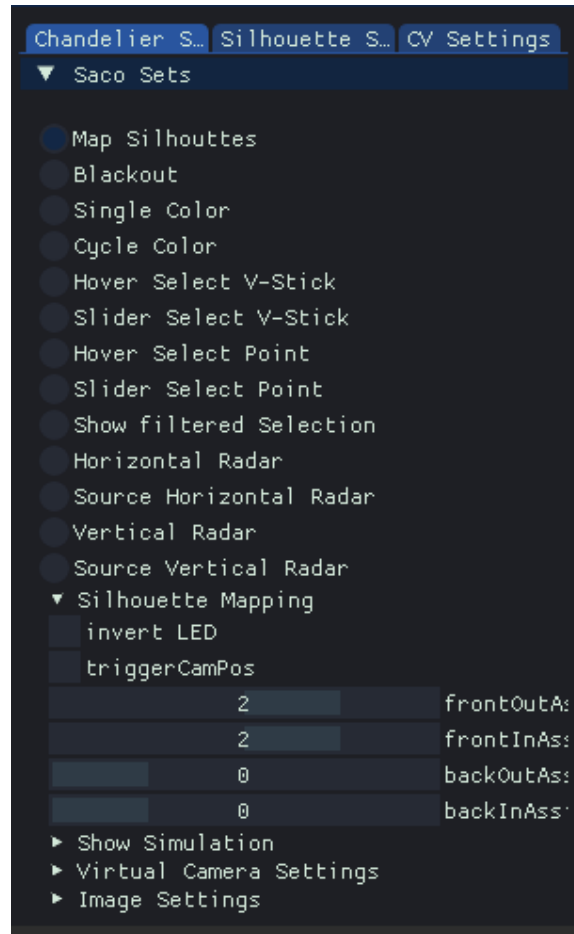 Chandelier S… Silhouette S… CV Settings
Saco Sets
Map Silhouttes
Blackout
Single Color
Cycle Color
Hover Select V-Stick
Slider Select V-Stick
Hover Select Point
Slider Select Point
Show filtered Selection
Horizontal Radar
Source Horizontal Radar
Vertical Radar
Source Vertical Radar
Silhouette Mapping
invert LED
triggerCamPos
2 frontOutAs
2 frontInAss
0 backOutAss
0 backInAss
Show Simulation
Virtual Camera Settings
Image Settings